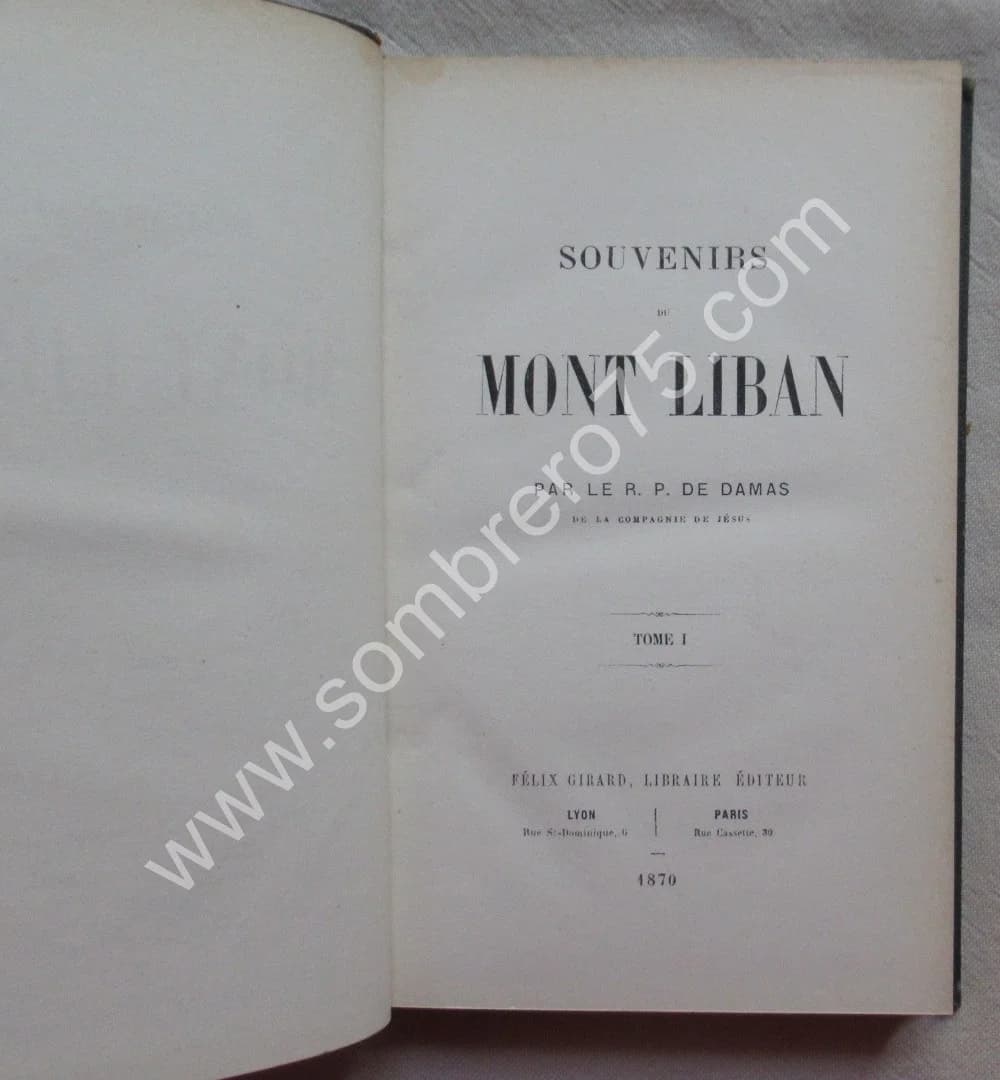 SOUVENIRS
DU
MONT LIBAN
PAR LE R. P. DE DAMAS
DE LA COMPAGNIE DE JÉSUS
TOME I
FÉLIX GIRARD, LIBRAIRE ÉDITEUR
LYON
Rue St-Dominique, 6
PARIS
Rue Cassette, 30
1870
www.sombrero75.com